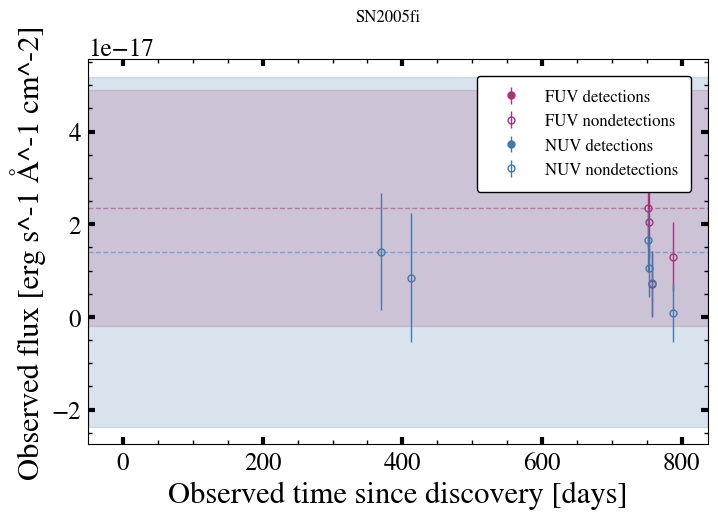 SN2005fi
1e−17
Observed flux [erg s^-1 Å^-1 cm^-2]
4
2
0
−2
FUV detections
FUV nondetections
NUV detections
NUV nondetections
0 200 400 600 800
Observed time since discovery [days]